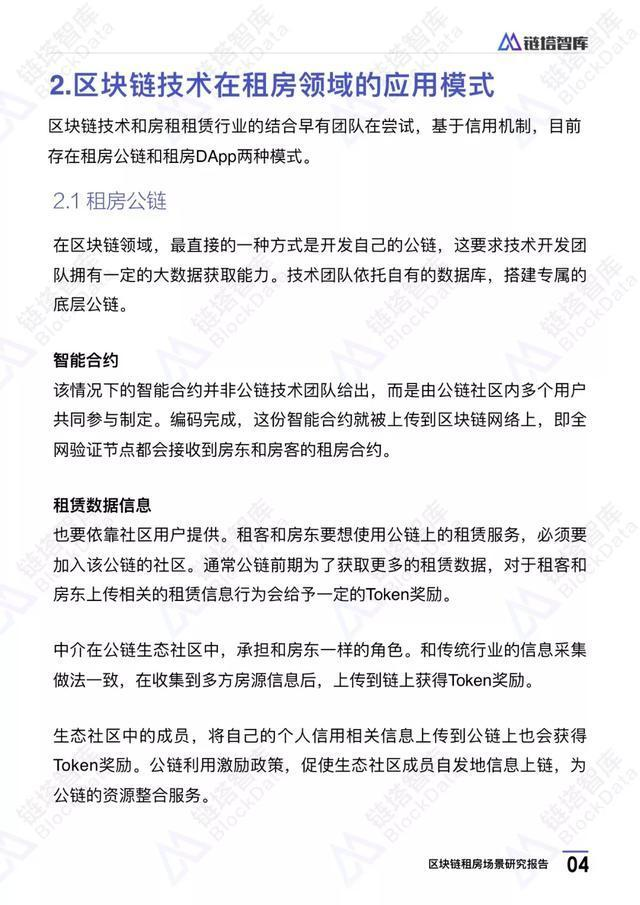 链塔智库
2.区块链技术在租房领域的应用模式
区块链技术和房租租赁行业的结合早有团队在尝试，基于信用机制，目前
存在租房公链和租房DApp两种模式。
2.1 租房公链
在区块链领域，最直接的一种方式是开发自己的公链，这要求技术开发团
队拥有一定的大数据获取能力。技术团队依托自有的数据库，搭建专属的
底层公链。
智能合约
该情况下的智能合约并非公链技术团队给出，而是由公链社区内多个用户
共同参与制定。编码完成，这份智能合约就被上传到区块链网络上，即全
网验证节点都会接收到房东和房客的租房合约。
租赁数据信息
也要依靠社区用户提供。租客和房东要想使用公链上的租赁服务，必须要
加入该公链的社区。通常公链前期为了获取更多的租赁数据，对于租客和
房东上传相关的租赁信息行为会给予一定的Token奖励。
中介在公链生态社区中，承担和房东一样的角色。和传统行业的信息采集
做法一致，在收集到多方房源信息后，上传到链上获得Token奖励。
生态社区中的成员，将自己的个人信用相关信息上传到公链上也会获得
Token奖励。公链利用激励政策，促使生态社区成员自发地信息上链，为
公链的资源整合服务。
区块链租房场景研究报告 04
链塔智库
BlockData